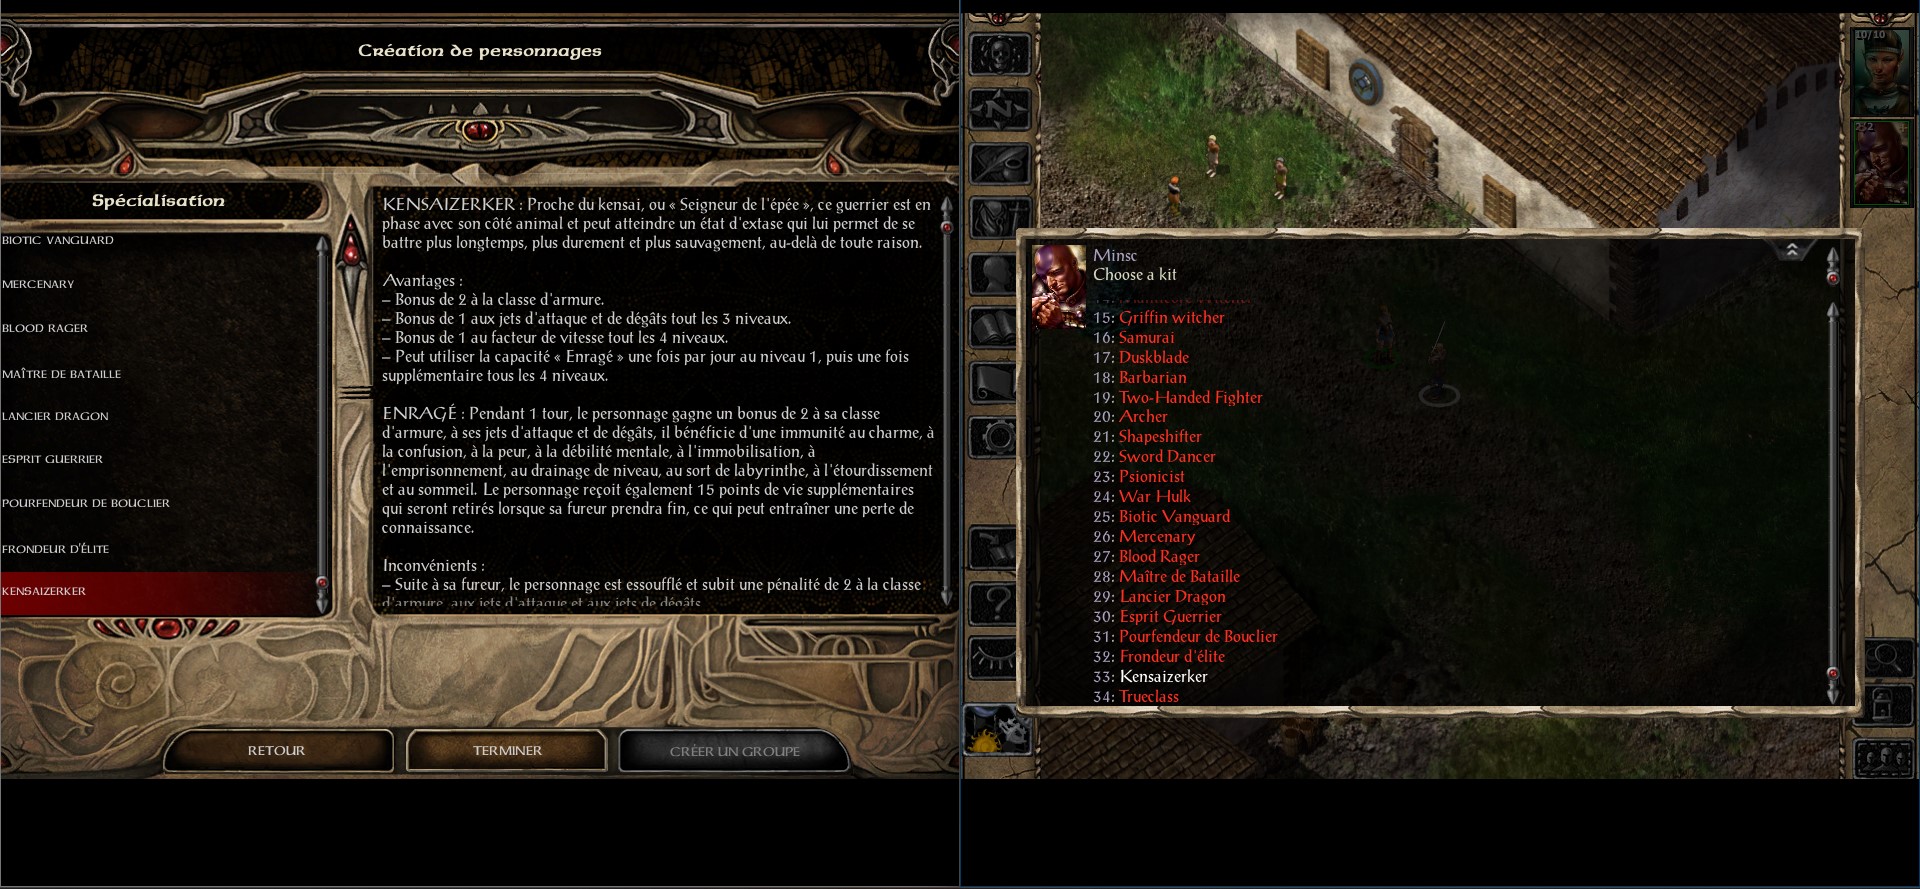 Création de personnages
Spécialisation
BIOTIC VANGUARD
MERCENARY
BLOOD RAGER
MAÎTRE DE BATAILLE
LANCIER DRAGON
ESPRIT GUERRIER
POURFENDEUR DE BOUCLIER
FRONDEUR D'ÉLITE
KENSAIZERKER
KENSAIZERKER : Proche du kensai, ou « Seigneur de l'épée », ce guerrier est en
phase avec son côté animal et peut atteindre un état d'extase qui lui permet de se
battre plus longtemps, plus durement et plus sauvagement, au-delà de toute raison.
Avantages :
– Bonus de 2 à la classe d'armure.
– Bonus de 1 aux jets d'attaque et de dégâts tout les 3 niveaux.
– Bonus de 1 au facteur de vitesse tout les 4 niveaux.
– Peut utiliser la capacité « Enragé » une fois par jour au niveau 1, puis une fois
supplémentaire tous les 4 niveaux.
ENRAGÉ : Pendant 1 tour, le personnage gagne un bonus de 2 à sa classe
d'armure, à ses jets d'attaque et de dégâts, il bénéficie d'une immunité au charme, à
la confusion, à la peur, à la débilité mentale, à l'immobilisation, à
l'emprisonnement, au drainage de niveau, au sort de labyrinthe, à l'étourdissement
et au sommeil. Le personnage reçoit également 15 points de vie supplémentaires
qui seront retirés lorsque sa fureur prendra fin, ce qui peut entraîner une perte de
connaissance.
Inconvénients :
– Suite à sa fureur, le personnage est essoufflé et subit une pénalité de 2 à la classe
d'armure, aux jets d'attaque et aux jets de dégâts.
RETOUR
TERMINER
CRÉER UN GROUPE
10/10
2/2
Minsc
Choose a kit
15: Griffin witcher
16: Samurai
17: Duskblade
18: Barbarian
19: Two-Handed Fighter
20: Archer
21: Shapeshifter
22: Sword Dancer
23: Psionicist
24: War Hulk
25: Biotic Vanguard
26: Mercenary
27: Blood Rager
28: Maître de Bataille
29: Lancier Dragon
30: Esprit Guerrier
31: Pourfendeur de Bouclier
32: Frondeur d'élite
33: Kensaizerker
34: Trueclass